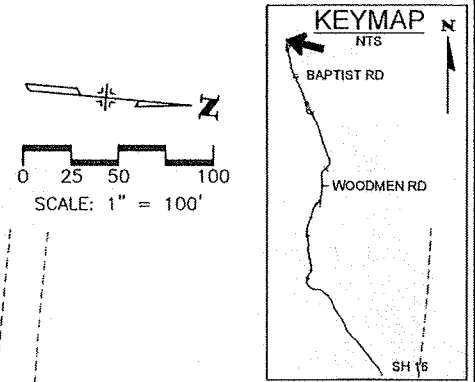 KEYMAP
NTS
N
BAPTIST RD
WOODMEN RD
SH 16
N
0 25 50 100
SCALE: 1" = 100'